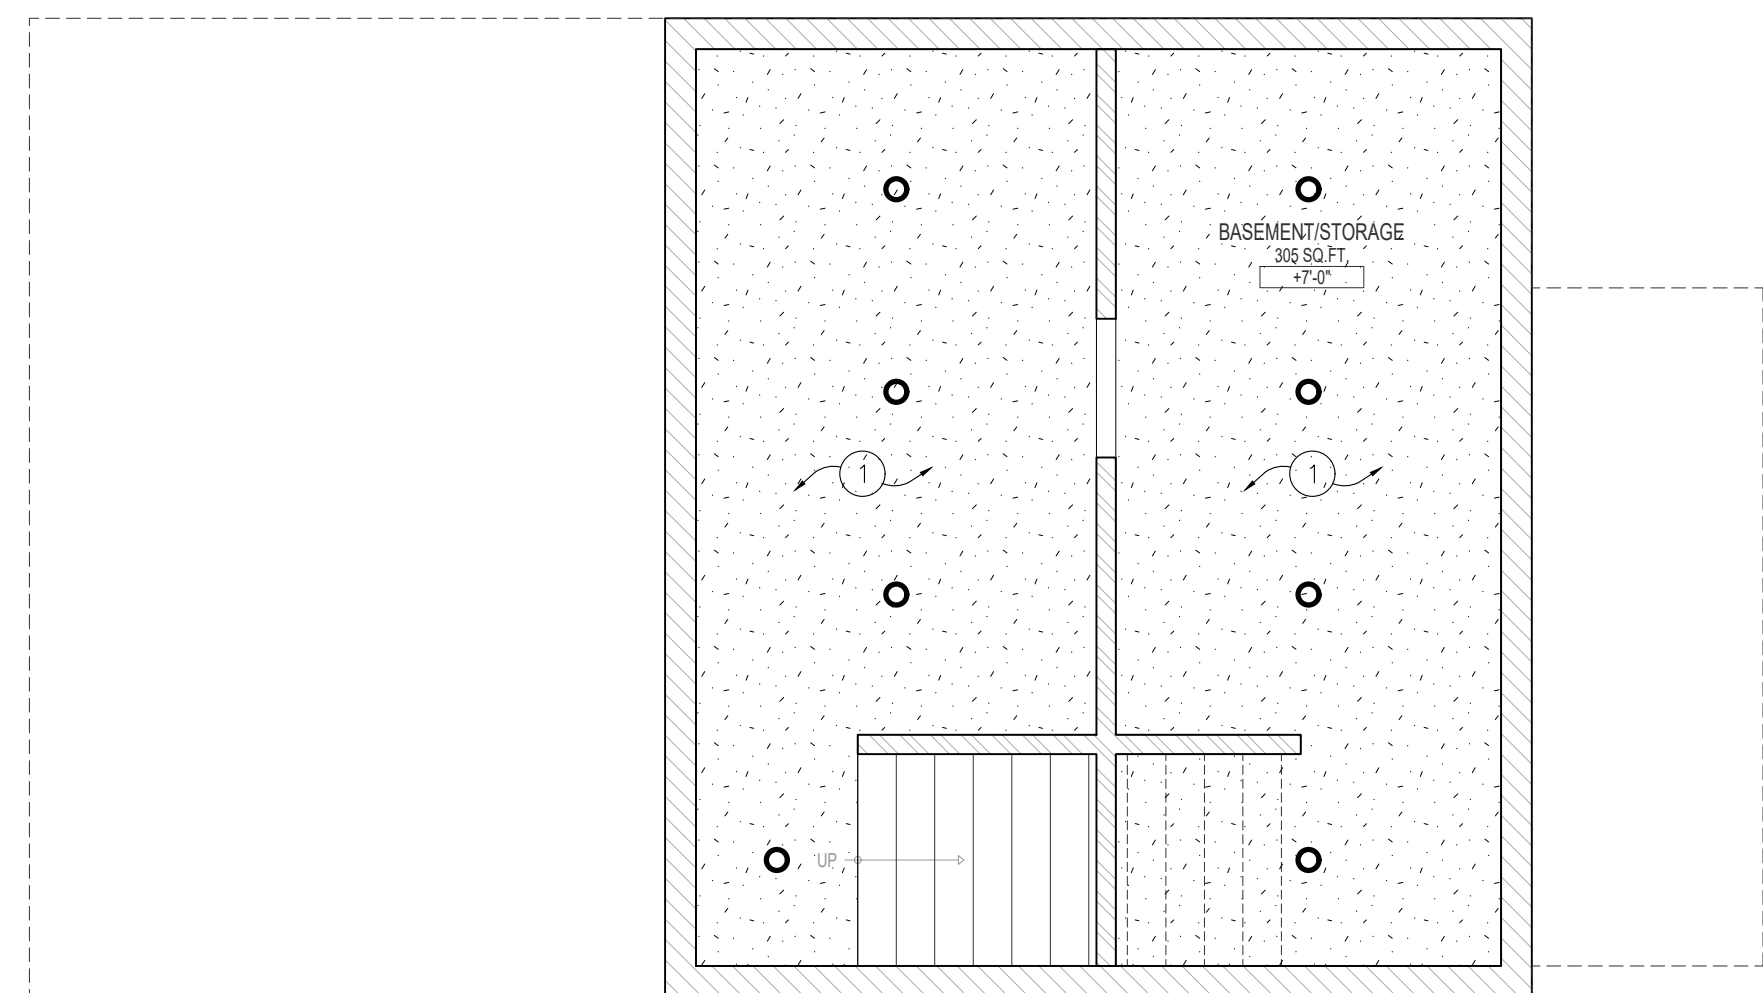 BASEMENT/STORAGE
305 SQ.FT.
+7'-0"
1
1
UP